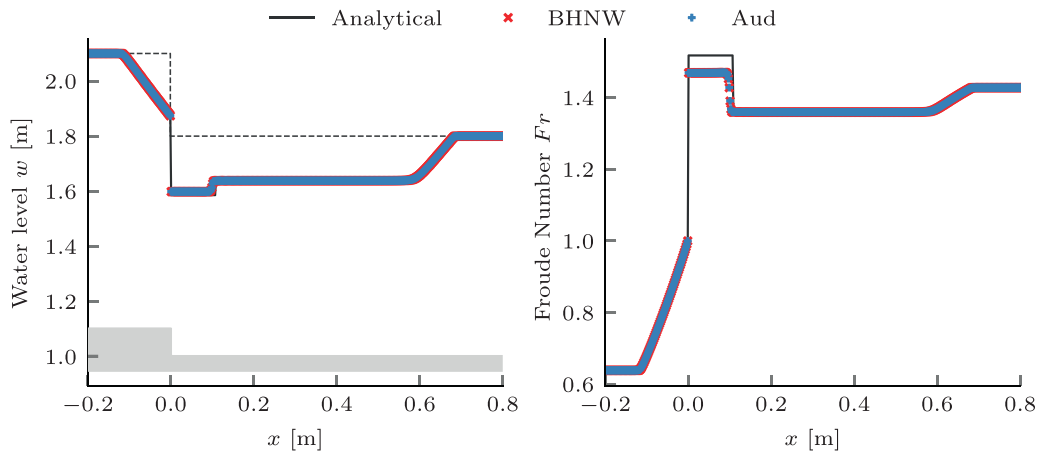 Analytical
BHNW
Aud
Water level w [m]
2.0
1.8
1.6
1.4
1.2
1.0
−0.2 0.0 0.2 0.4 0.6 0.8
x [m]
Froude Number Fr
1.4
1.2
1.0
0.8
0.6
−0.2 0.0 0.2 0.4 0.6 0.8
x [m]